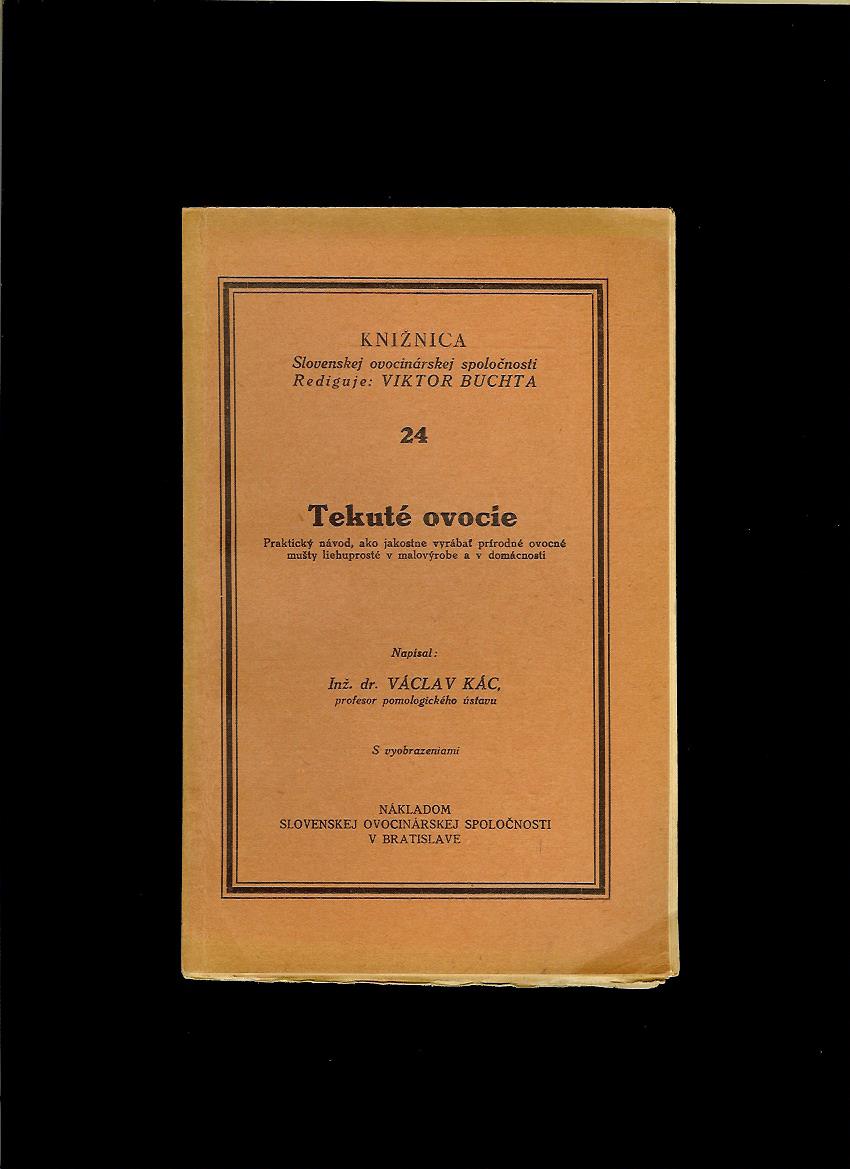 KNIŽNICA
Slovenskej ovocinárskej spoločnosti
Rediguje: VIKTOR BUCHTA
24
Tekuté ovocie
Praktický návod, ako jakostne vyrábať prírodné ovocné
mušty liehuprosté v malovýrobe a v domácnosti
Napísal:
Inž. dr. VÁCLAV KÁC,
profesor pomologického ústavu
S vyobrazeniami
NÁKLADOM
SLOVENSKEJ OVOCINÁRSKEJ SPOLOČNOSTI
V BRATISLAVE